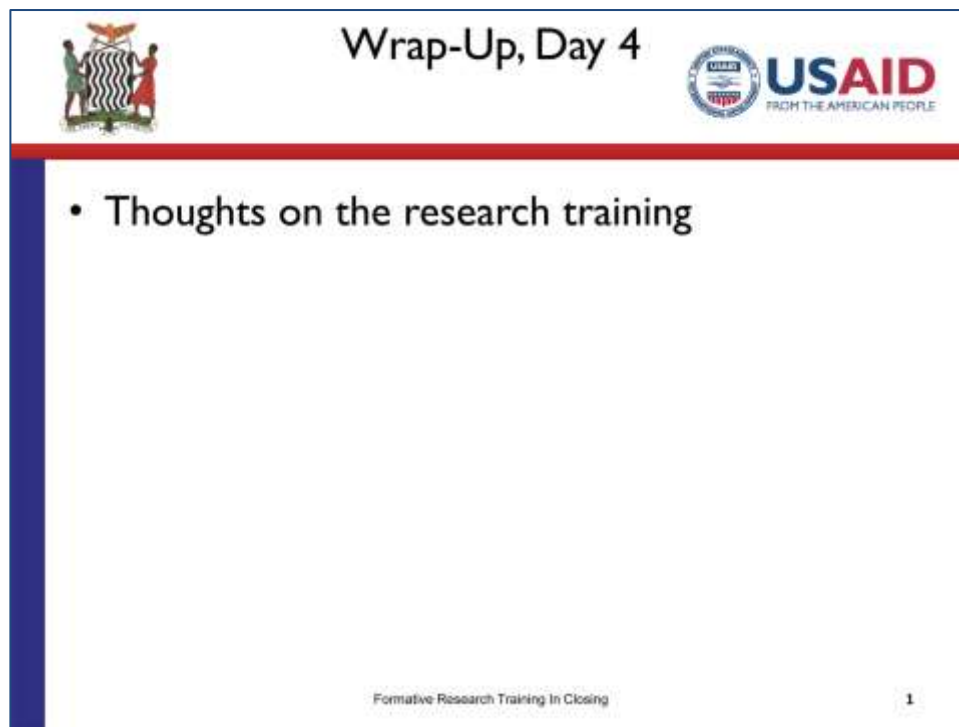 Wrap-Up, Day 4
USAID
FROM THE AMERICAN PEOPLE
• Thoughts on the research training
Formative Research Training In Closing
1